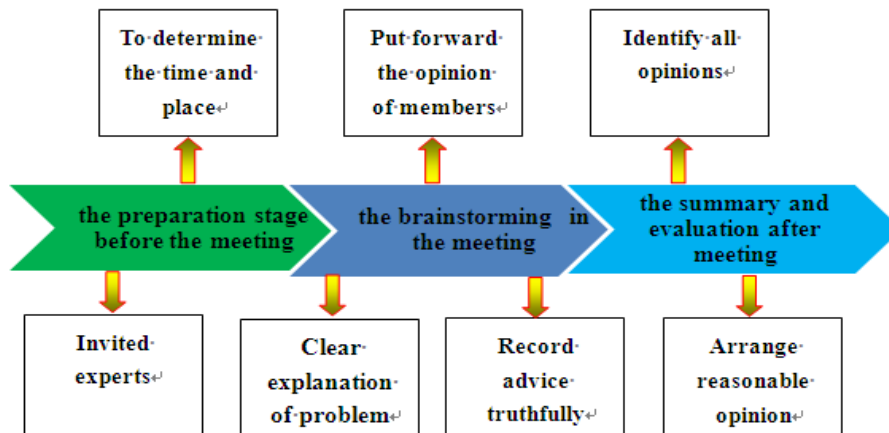 To determine
the time and
place
Put forward
the opinion
of members
Identify all
opinions
the preparation stage
before the meeting
the brainstorming in
the meeting
the summary and
evaluation after
meeting
Invited
experts
Clear
explanation
of problem
Record
advice
truthfully
Arrange
reasonable
opinion